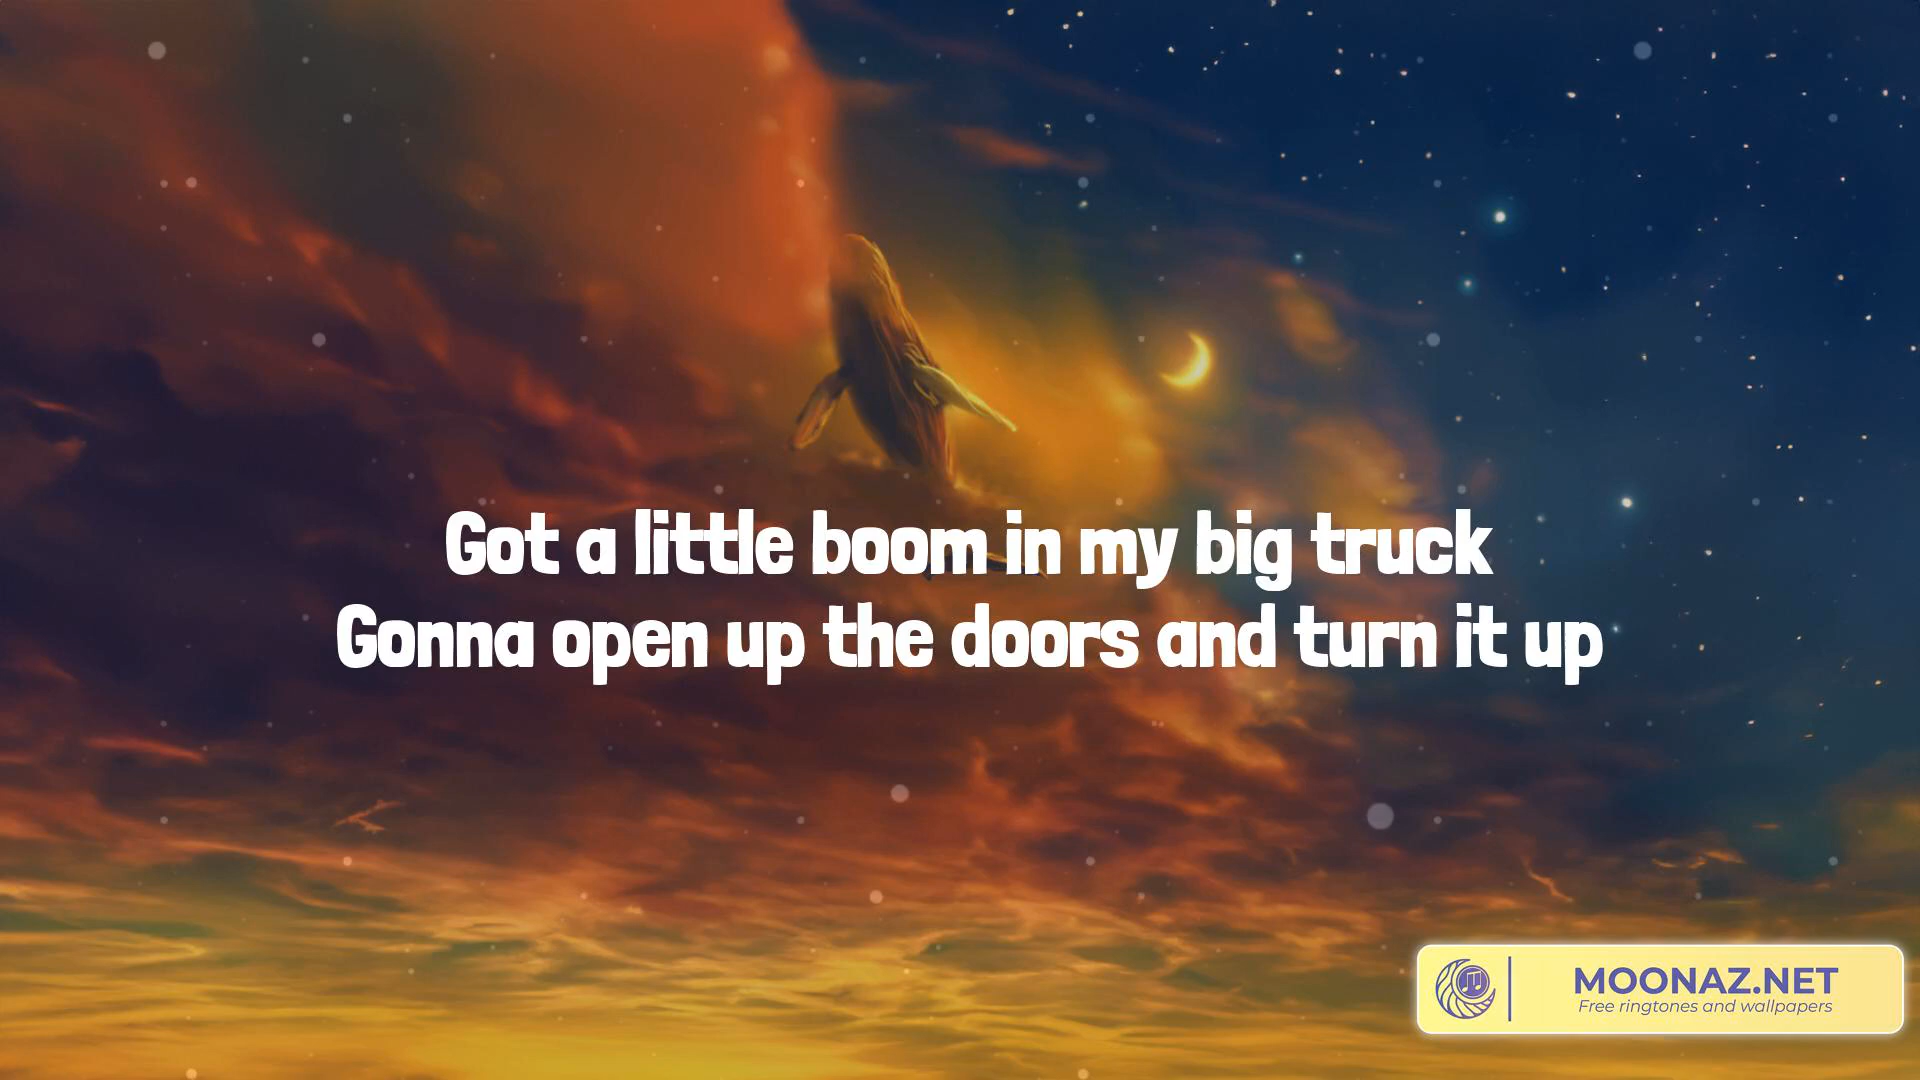 Got a little boom in my big truck
Gonna open up the doors and turn it up
MOONAZ.NET
Free ringtones and wallpapers